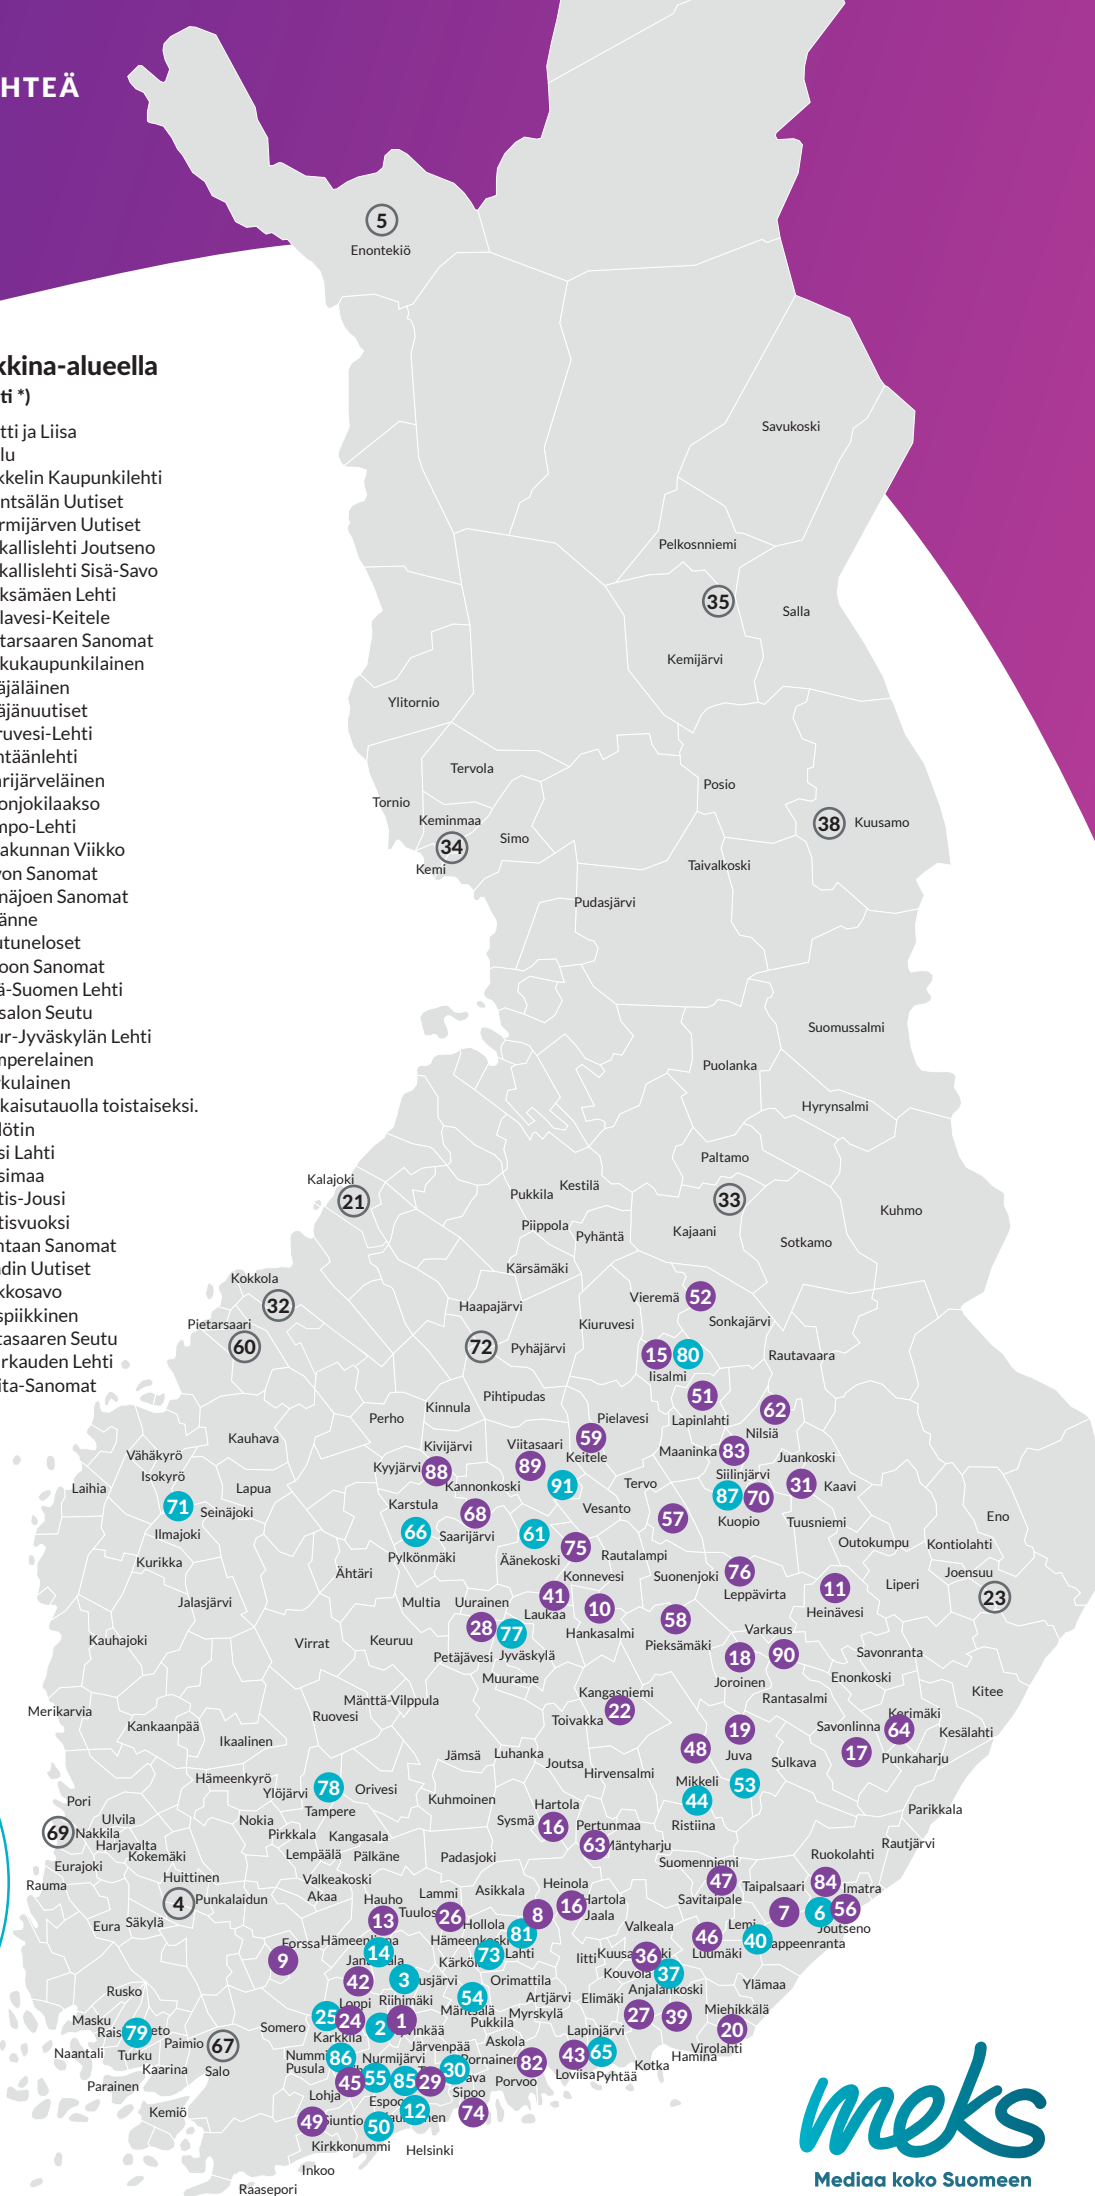 HTEÄ
5
Enontekiö
kkina-alueella
ti *)
tti ja Liisa
lu
kkelin Kaupunkilehti
ntsälän Uutiset
rmijärven Uutiset
kallislehti Joutseno
kallislehti Sisä-Savo
ksämäen Lehti
lavesi-Keitele
tarsaaren Sanomat
kukaupunkilainen
äjäläinen
äjänuutiset
ruvesi-Lehti
ntäänlehti
arijärveläinen
onjokilaakso
mpo-Lehti
akunnan Viikko
von Sanomat
näjoen Sanomat
änne
utuneloset
oon Sanomat
ä-Suomen Lehti
salon Seutu
ur-Jyväskylän Lehti
mperelainen
kulainen
kaisutauolla toistaiseksi.
lötin
si Lahti
simaa
tis-Jousi
tisvuoksi
ntaan Sanomat
din Uutiset
kkosavo
spiikkinen
tasaaren Seutu
rkauden Lehti
ita-Sanomat
Savukoski
Pelkosnniemi
35
Salla
Kemijärvi
Ylitornio
Tervola
Posio
Tornio
Keminmaa
38 Kuusamo
Simo
34
Kemi
Taivalkoski
Pudasjärvi
Suomussalmi
Puolanka
Hyrynsalmi
Paltamo
Kalajoki
21
Kestilä
Pukkila
33
Kuhmo
Piippola
Pyhäntä
Kajaani
Sotkamo
Kärsämäki
Kokkola
32
Vieremä 52
Haapajärvi
Sonkajärvi
Pietarsaari
Kiuruvesi
60
72 Pyhäjärvi
15 80
Rautavaara
Iisalmi
Pihtipudas
51
Kinnula
62
Perho
Pielavesi
Lapinlahti
Nilsiä
Kauhava
59
Kivijärvi
Viitasaari
Maaninka 83
Vähäkyrö
Keitele
Juankoski
Kyyjärvi 88
89
Siilinjärvi
Isokyrö
Kannonkoski
91
Tervo
31 Kaavi
Laihia
Lapua
87 70
71
Karstula
68
Vesanto
57
Kuopio
Tuusniemi
Eno
Seinäjoki
66
Saarijärvi
61
Ilmajoki
75
Outokumpu
Kontiolahti
Pylkönmäki
Äänekoski
Rautalampi
Kurikka
Ähtäri
Konnevesi
Suonenjoki 76
Joensuu
Leppävirta
11
Liperi
23
Jalasjärvi
Multia
Uurainen
41
Laukaa
10
Heinävesi
28 77
58
Varkaus
Kauhajoki
Virrat
Keuruu
Hankasalmi
Pieksämäki
18 90
Savonranta
Petäjävesi
Jyväskylä
Joroinen
Enonkoski
Muurame
Kangasniemi
Rantasalmi
Kitee
Merikarvia
Mänttä-Vilppula
22
Kerimäki
Ruovesi
Toivakka
Kankaanpää
19
Savonlinna 64
Kesälahti
Ikaalinen
48
Juva
17
Punkaharju
Jämsä
Luhanka
Joutsa
Sulkava
Hämeenkyrö
Hirvensalmi
Mikkeli 53
Ylöjärvi 78
Orivesi
44
Pori
Kuhmoinen
Hartola
Tampere
Parikkala
Ulvila
Nokia
Sysmä 16 Pertunmaa
Ristiina
69 Nakkila
Pirkkala
Kangasala
63 Mäntyharju
Rautjärvi
Harjavalta
Kokemäki
Lempäälä
Pälkäne
Padasjoki
Suomenniemi
Ruokolahti
Eurajoki
Huittinen
Valkeakoski
Heinola
47
Taipalsaari 84
Rauma
4
Akaa
Lammi
Asikkala
Imatra
Punkalaidun
Hauho
16 Hartola
Savitaipale
7 6 56
Tuulos 26
8
Jaala
Eura
Säkylä
13
Hollola
Valkeala
46
Lemi
Joutseno
Forssa
81
Hämeenkoski
40
14
73
Lahti
Iitti
36
Luumäki
9
Kärkölä
Kouvola 37
42
3
Orimattila
Ylämaa
Rusko
54
Anjalankoski
Loppi
Riihimäki
Artjärvi
Elimäki
Masku
25 24
Mäntsälä
Myrskylä
27 39
Miehikkälä
79
Somero
1
Pukkila
Paimio 67
Karkkila
2
Lapinjärvi
20
Naantali
Turku
Askola
Virolahti
Järvenpää
43 65
Kaarina
Salo
Nummi
86
Nurmijärvi
Pornainen 82
Hamina
Pusula
30
Kotka
Parainen
45 55 85 29
Porvoo
Loviisa
Pyhtää
Sipoo
Kemiö
Lohja
Espoo
12
74
49 Siuntio
50
Kirkkonummi
Helsinki
Inkoo
Raasepori
meks
Mediaa koko Suomeen